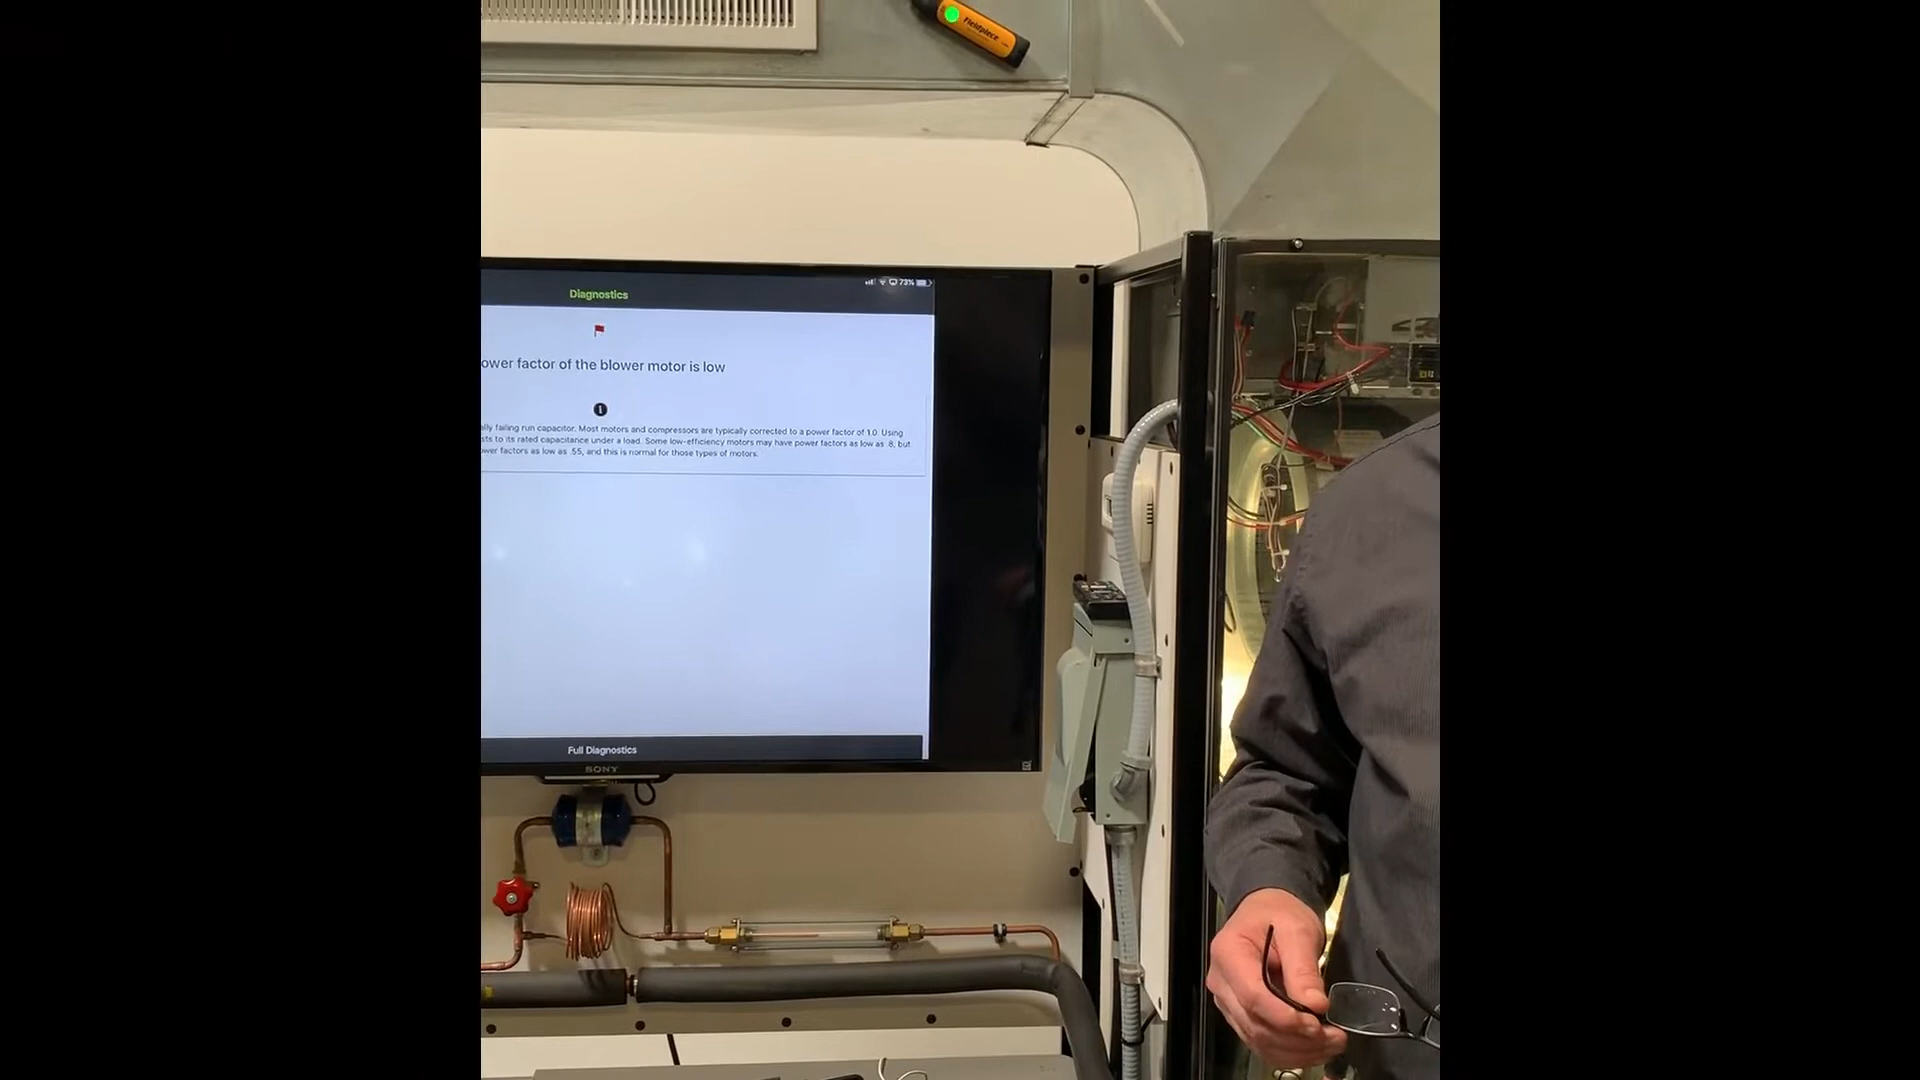 Fieldpiece
73%
Diagnostics
ower factor of the blower motor is low
ally failing run capacitor. Most motors and compressors are typically corrected to a power factor of 1.0. Using
sts to its rated capacitance under a load. Some low-efficiency motors may have power factors as low as .8, but
ower factors as low as .55, and this is normal for those types of motors.
Full Diagnostics
SONY